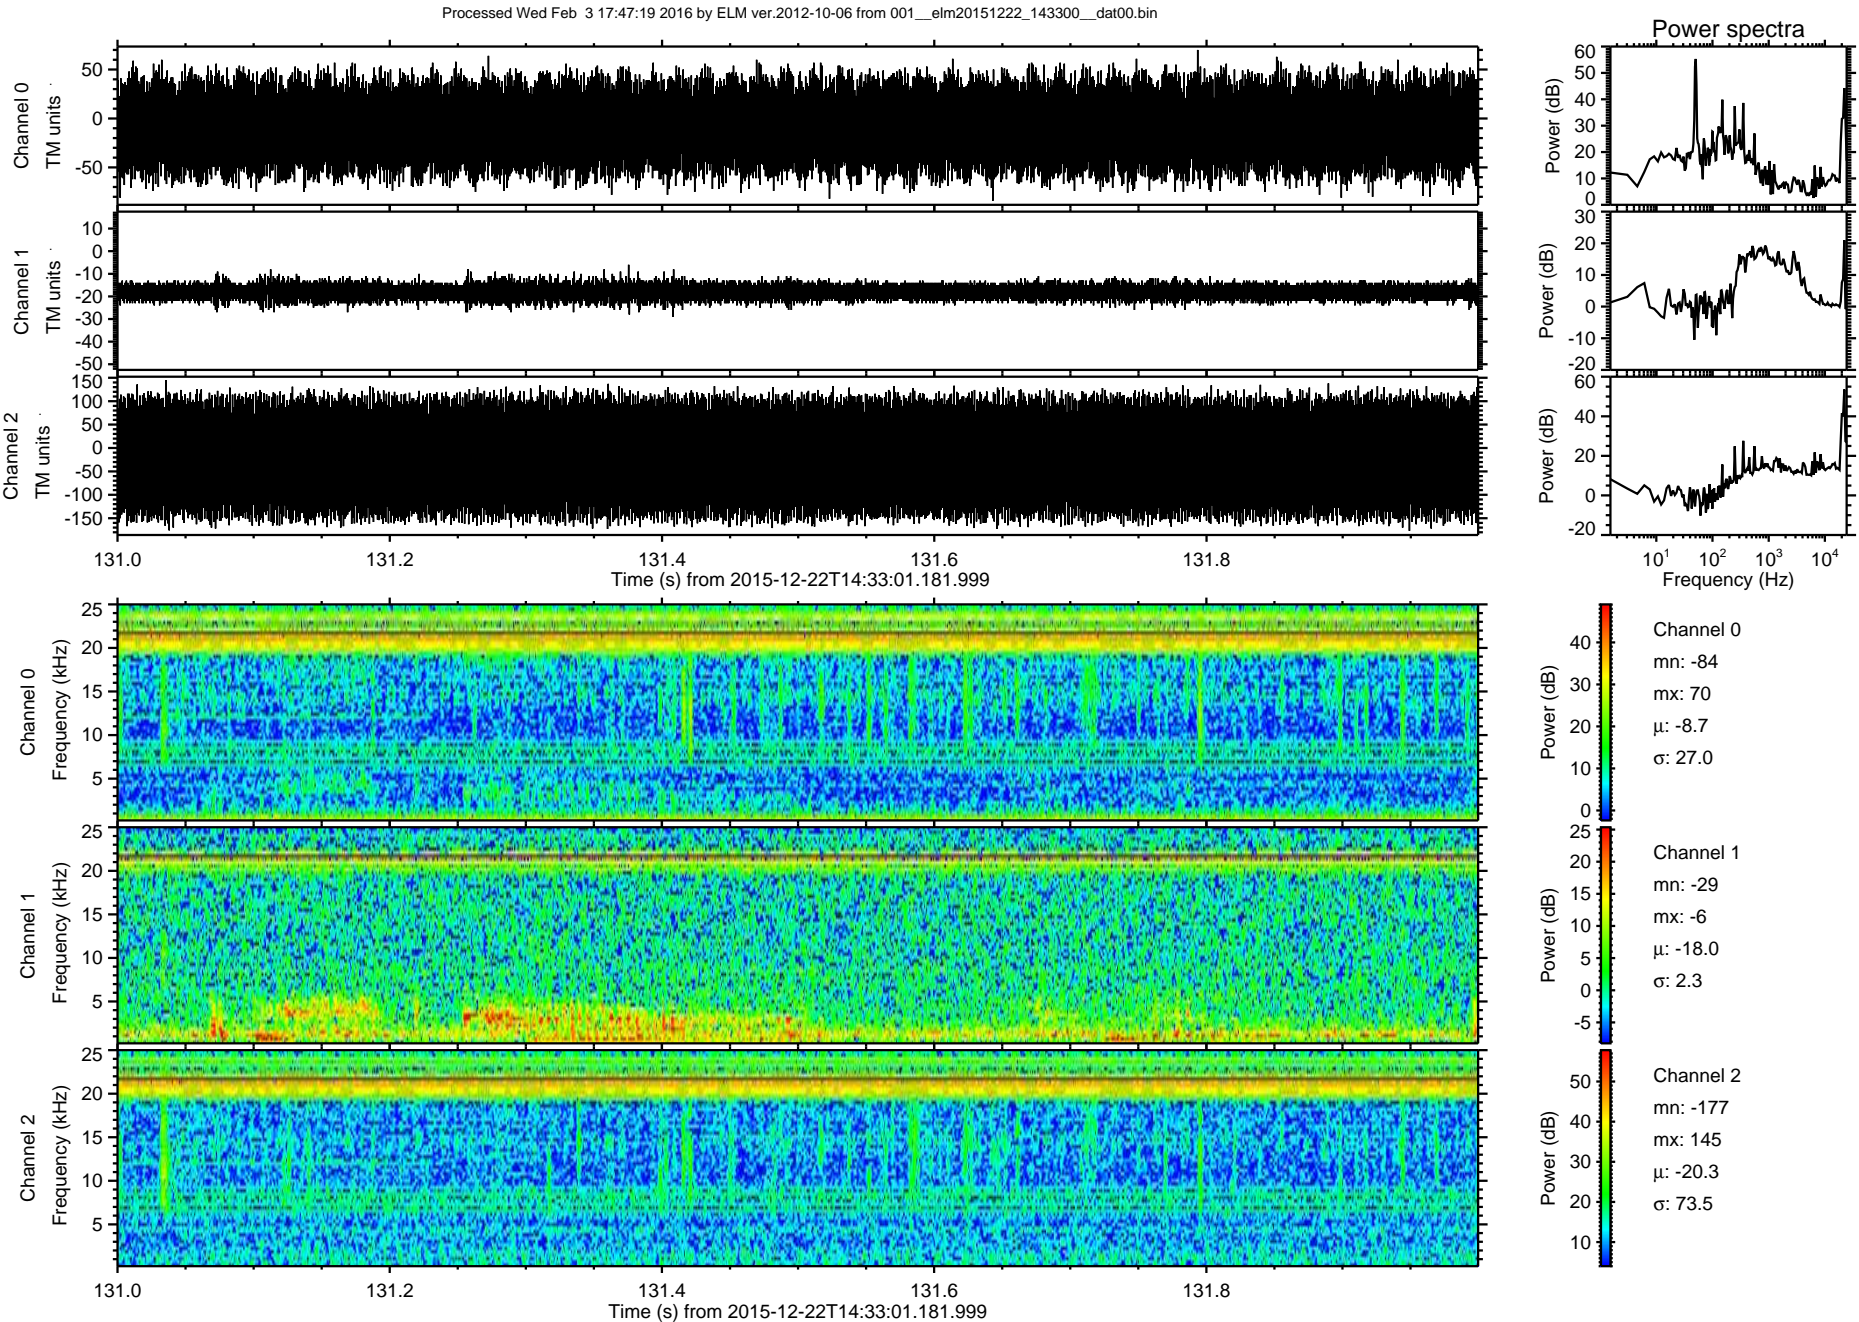 Processed Wed Feb  3 17:47:19 2016 by ELM ver.2012-10-06 from 001__elm20151222_143300__dat00.bin
Power spectra
Channel 0
TM units
50
0
-50
Power (dB)
60
50
40
30
20
10
0
Channel 1
TM units
10
0
-10
-20
-30
-40
-50
Power (dB)
30
20
10
0
-10
-20
Channel 2
TM units
150
100
50
0
-50
-100
-150
Power (dB)
60
40
20
0
-20
131.0
131.2
131.4
131.6
131.8
Time (s) from 2015-12-22T14:33:01.181.999
10^1
10^2
10^3
10^4
Frequency (Hz)
Channel 0
Frequency (kHz)
25
20
15
10
5
Power (dB)
40
30
20
10
0
Channel 0
mn: -84
mx: 70
μ: -8.7
σ: 27.0
Channel 1
Frequency (kHz)
25
20
15
10
5
Power (dB)
25
20
15
10
5
0
-5
Channel 1
mn: -29
mx: -6
μ: -18.0
σ: 2.3
Channel 2
Frequency (kHz)
25
20
15
10
5
Power (dB)
50
40
30
20
10
Channel 2
mn: -177
mx: 145
μ: -20.3
σ: 73.5
131.0
131.2
131.4
131.6
131.8
Time (s) from 2015-12-22T14:33:01.181.999